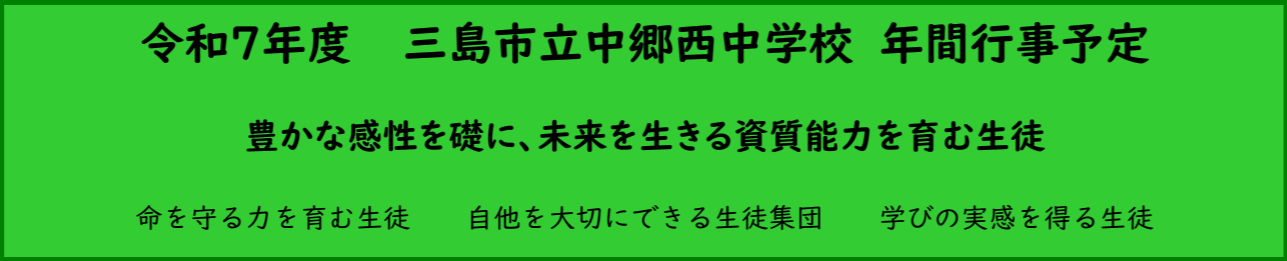 令和7年度　三島市立中郷西中学校 年間行事予定
豊かな感性を礎に、未来を生きる資質能力を育む生徒
命を守る力を育む生徒　　自他を大切にできる生徒集団　　学びの実感を得る生徒